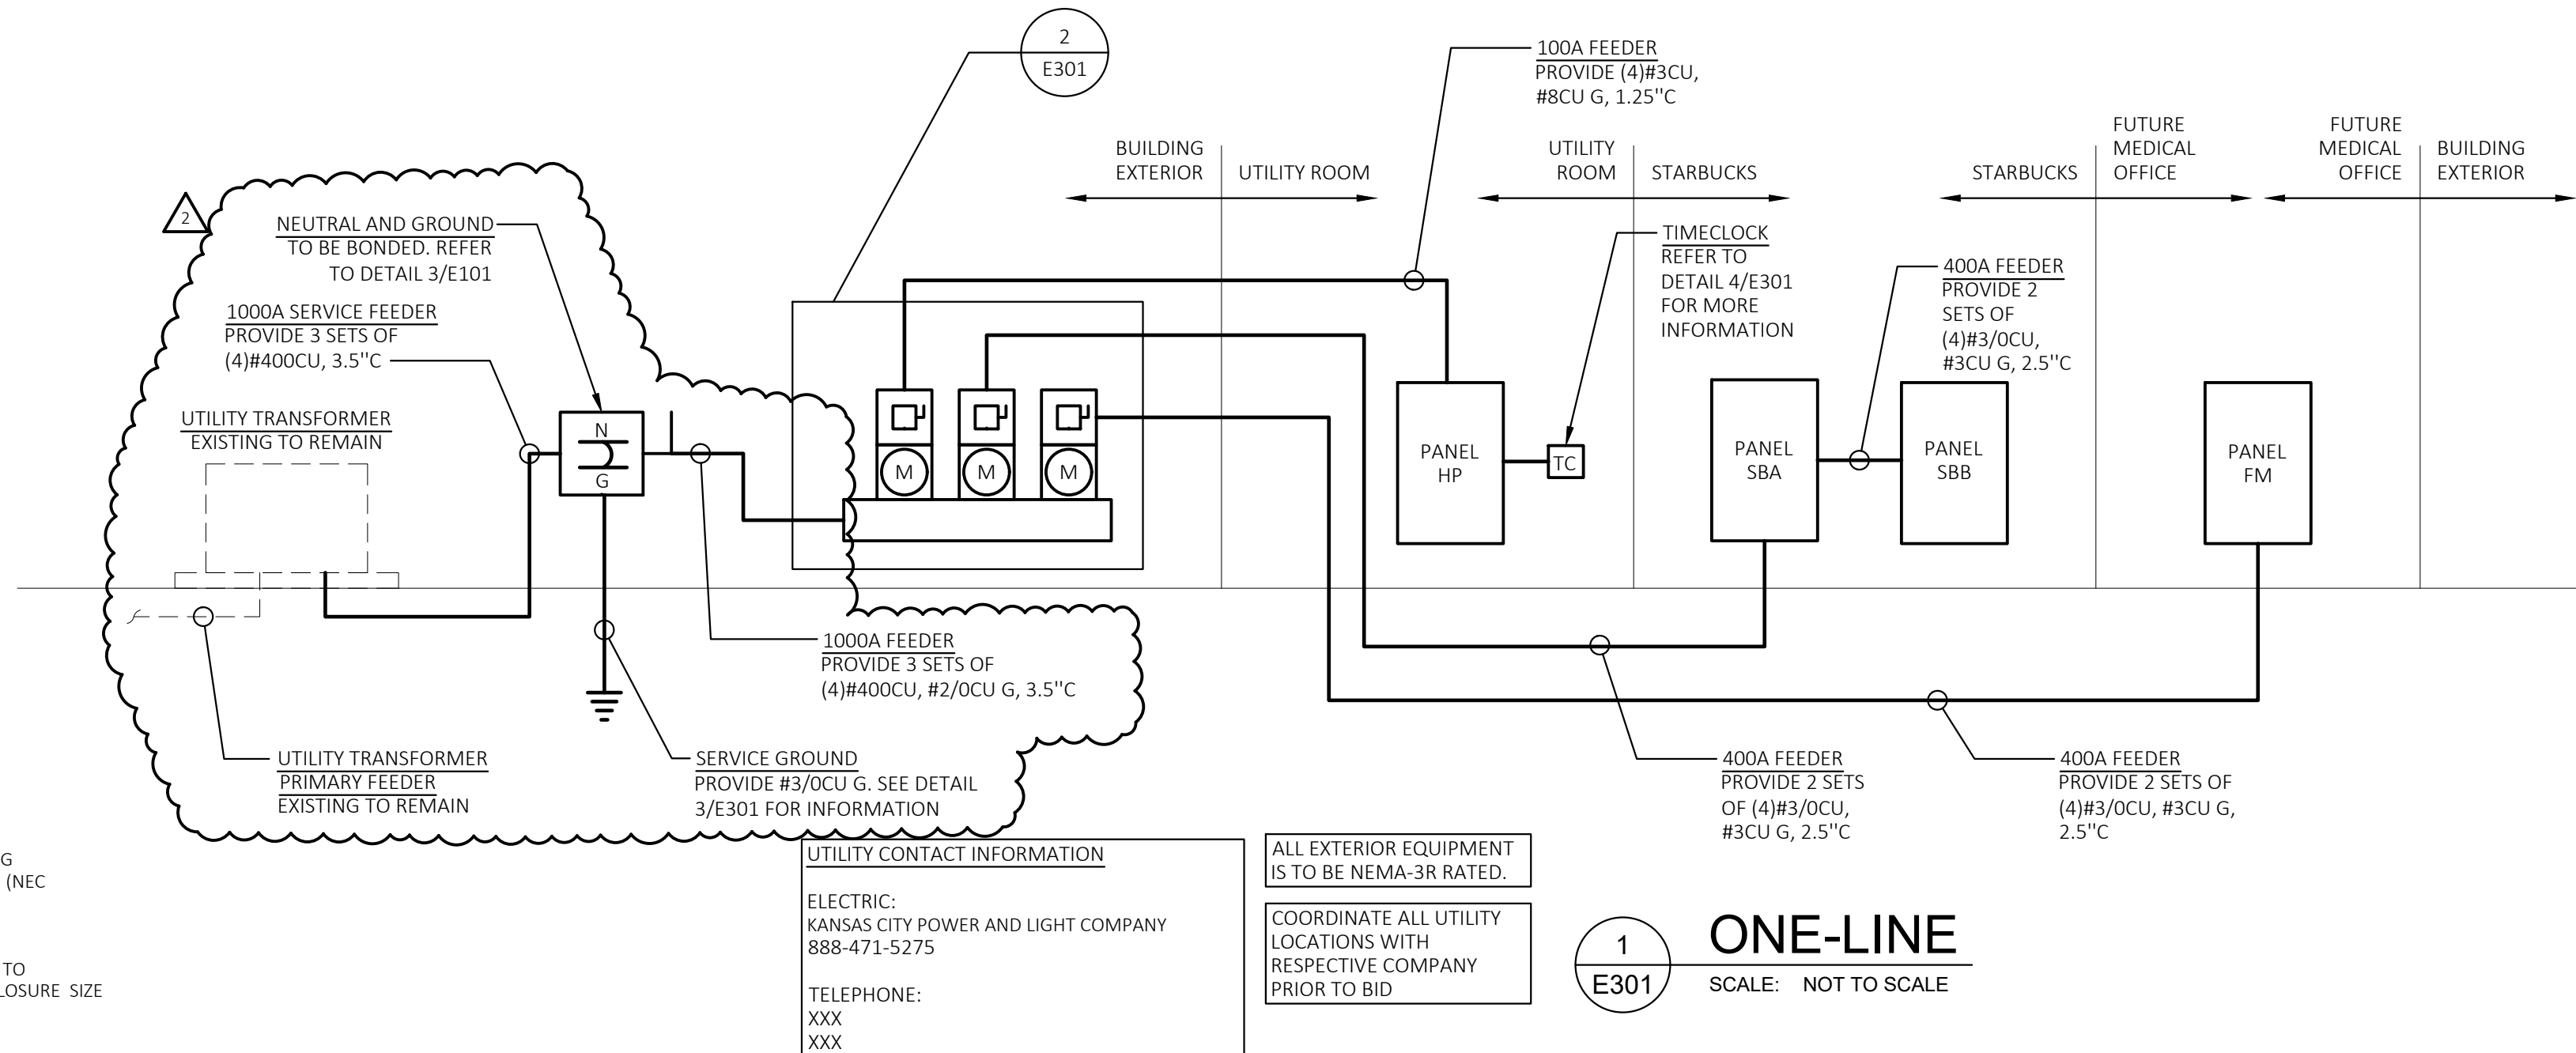 2
E301
100A FEEDER
PROVIDE (4)#3CU,
#8CU G, 1.25"C
BUILDING
EXTERIOR
UTILITY ROOM
UTILITY
ROOM
STARBUCKS
STARBUCKS
FUTURE
MEDICAL
OFFICE
FUTURE
MEDICAL
OFFICE
BUILDING
EXTERIOR
2
NEUTRAL AND GROUND
TO BE BONDED. REFER
TO DETAIL 3/E101
1000A SERVICE FEEDER
PROVIDE 3 SETS OF
(4)#400CU, 3.5"C
UTILITY TRANSFORMER
EXISTING TO REMAIN
N
G
M
M
M
TIMECLOCK
REFER TO
DETAIL 4/E301
FOR MORE
INFORMATION
400A FEEDER
PROVIDE 2
SETS OF
(4)#3/0CU,
#3CU G, 2.5"C
PANEL
HP
TC
PANEL
SBA
PANEL
SBB
PANEL
FM
1000A FEEDER
PROVIDE 3 SETS OF
(4)#400CU, #2/0CU G, 3.5"C
UTILITY TRANSFORMER
PRIMARY FEEDER
EXISTING TO REMAIN
SERVICE GROUND
PROVIDE #3/0CU G. SEE DETAIL
3/E301 FOR INFORMATION
400A FEEDER
PROVIDE 2 SETS
OF (4)#3/0CU,
#3CU G, 2.5"C
400A FEEDER
PROVIDE 2 SETS OF
(4)#3/0CU, #3CU G,
2.5"C
G
(NEC
TO
LOSURE SIZE
UTILITY CONTACT INFORMATION
ELECTRIC:
KANSAS CITY POWER AND LIGHT COMPANY
888-471-5275
TELEPHONE:
XXX
XXX
ALL EXTERIOR EQUIPMENT
IS TO BE NEMA-3R RATED.
COORDINATE ALL UTILITY
LOCATIONS WITH
RESPECTIVE COMPANY
PRIOR TO BID
1
E301
ONE-LINE
SCALE: NOT TO SCALE